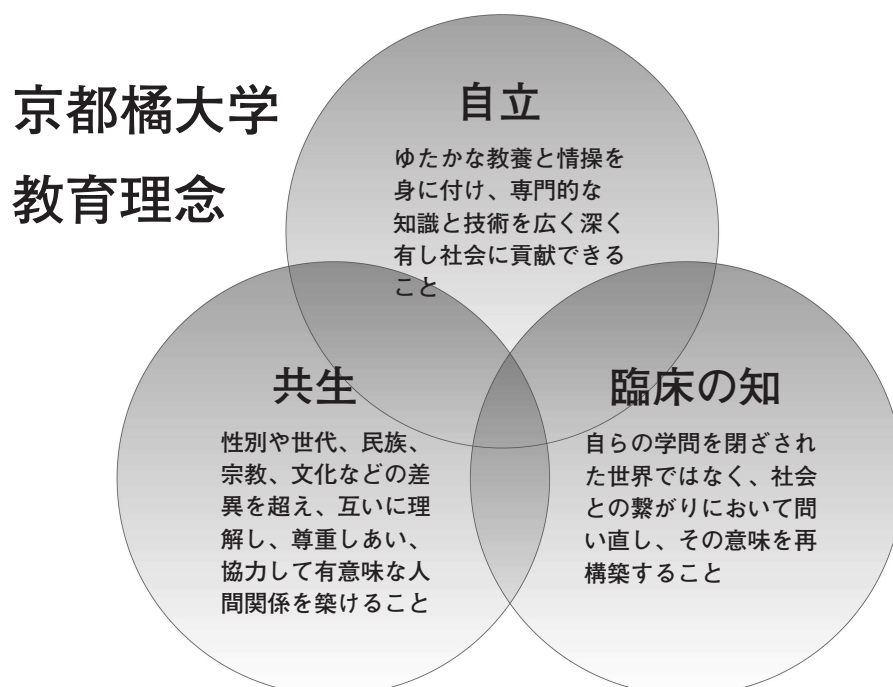 京都橘大学
教育理念
自立
ゆたかな教養と情操を
身に付け、専門的な
知識と技術を広く深く
有し社会に貢献できる
こと
共生
性別や世代、民族、
宗教、文化などの差
異を超え、互いに理
解し、尊重しあい、
協力して有意味な人
間関係を築けること
臨床の知
自らの学問を閉ざされ
た世界ではなく、社会
との繋がりにおいて問
い直し、その意味を再
構築すること